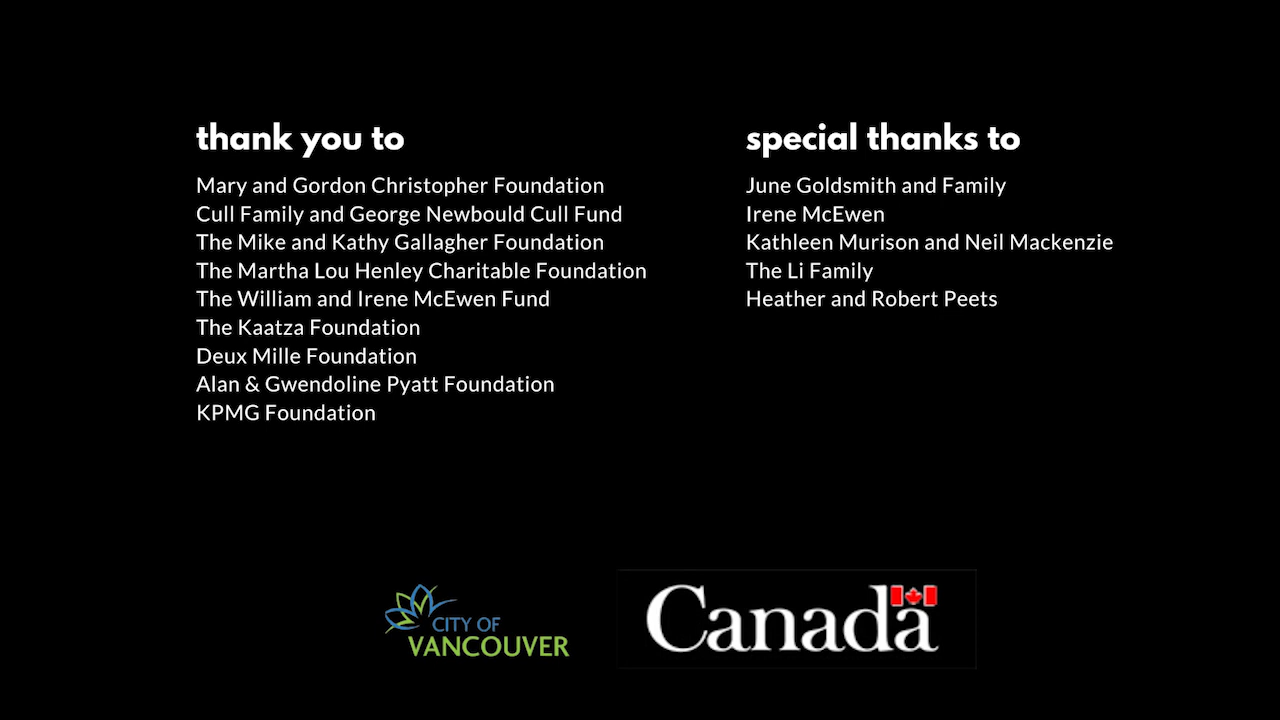 thank you to
Mary and Gordon Christopher Foundation
Cull Family and George Newbould Cull Fund
The Mike and Kathy Gallagher Foundation
The Martha Lou Henley Charitable Foundation
The William and Irene McEwen Fund
The Kaatza Foundation
Deux Mille Foundation
Alan & Gwendoline Pyatt Foundation
KPMG Foundation
special thanks to
June Goldsmith and Family
Irene McEwen
Kathleen Murison and Neil Mackenzie
The Li Family
Heather and Robert Peets
CITY OF
VANCOUVER
Canada